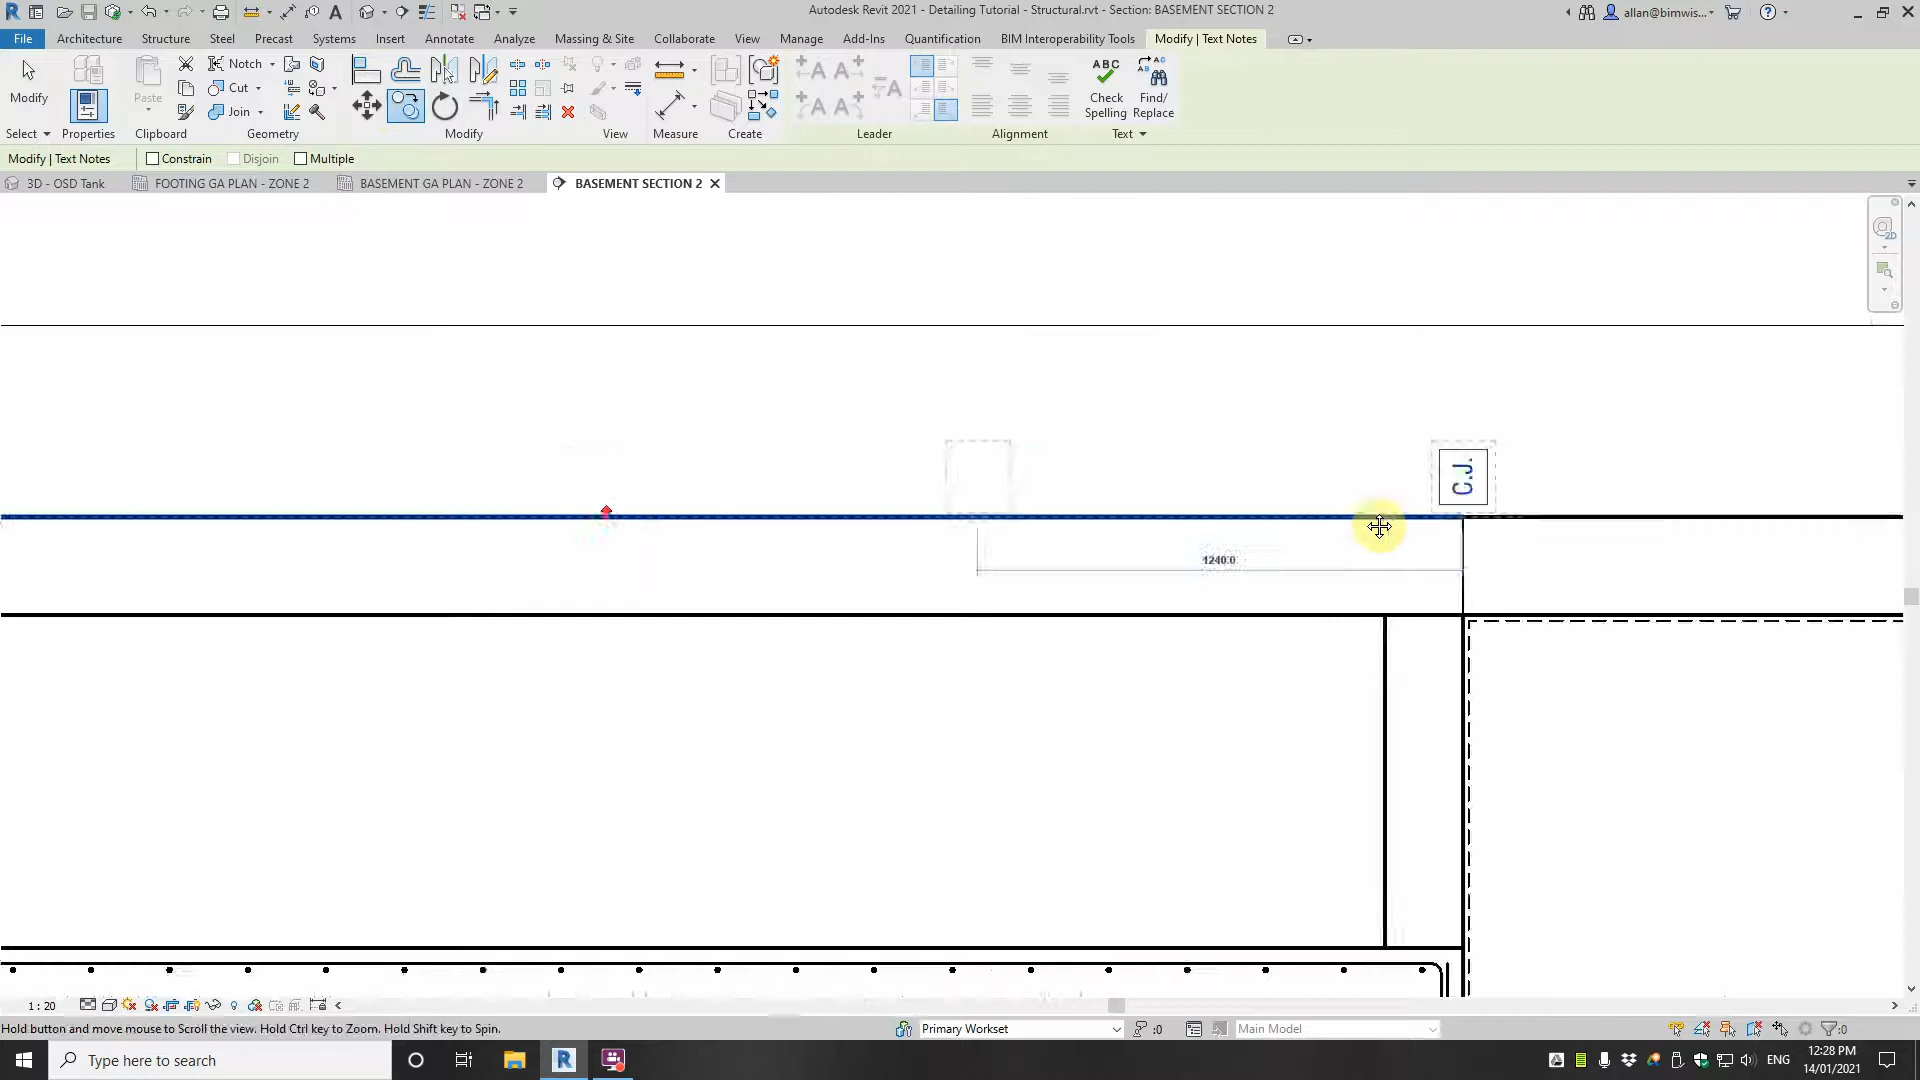 Autodesk Revit 2021 - Detailing Tutorial - Structural.rvt - Section: BASEMENT SECTION 2
allan@bimwis...
File Architecture Structure Steel Precast Systems Insert Annotate Analyze Massing & Site Collaborate View Manage Add-Ins Quantification BIM Interoperability Tools Modify | Text Notes
Modify
Paste
Notch
Cut
Join
ABC
Check Spelling
Find/ Replace
Select Properties Clipboard Geometry Modify View Measure Create Leader Alignment Text
Modify | Text Notes Constrain Disjoin Multiple
3D - OSD Tank FOOTING GA PLAN - ZONE 2 BASEMENT GA PLAN - ZONE 2 BASEMENT SECTION 2
2D
C.J.
1240.0
1 : 20
Hold button and move mouse to Scroll the view. Hold Ctrl key to Zoom. Hold Shift key to Spin.
Primary Workset
:0
Main Model
:0
Type here to search
ENG
12:28 PM
14/01/2021